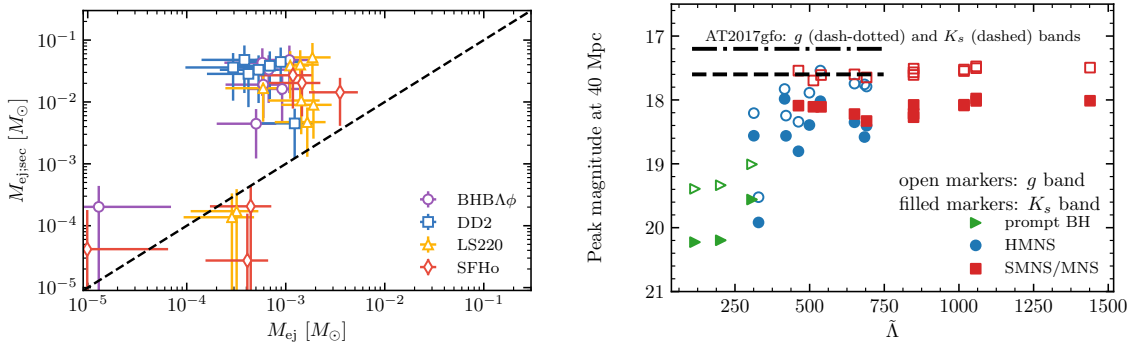 10⁻¹
10⁻²
10⁻³
10⁻⁴
10⁻⁵
M_ej;sec [M_⊙]
BHBΛϕ
DD2
LS220
SFHo
10⁻⁵ 10⁻⁴ 10⁻³ 10⁻² 10⁻¹
M_ej [M_⊙]
AT2017gfo: g (dash-dotted) and K_s (dashed) bands
17
18
19
20
21
Peak magnitude at 40 Mpc
open markers: g band
filled markers: K_s band
prompt BH
HMNS
SMNS/MNS
250 500 750 1000 1250 1500
Λ̃